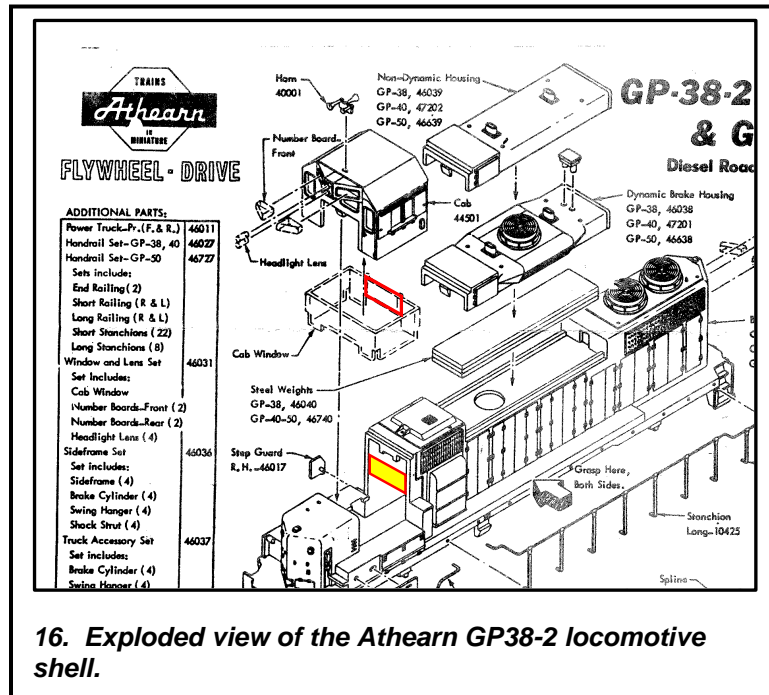 TRAINS
Athearn
IN
MINIATURE
FLYWHEEL - DRIVE
Horn
40001
Non-Dynamic Housing
GP-38, 46039
GP-40, 47202
GP-50, 46639
GP-38-2
& G
Diesel Road
Number Board-
Front
Cab
44501
Dynamic Brake Housing
GP-38, 46038
GP-40, 47201
GP-50, 46638
Headlight Lens
Cab Window
Steel Weights
GP-38, 46040
GP-40-50, 46740
Step Guard
R.H.-46017
Grasp Here,
Both Sides.
Stanchion
Long-10425
Spline
ADDITIONAL PARTS:
Power Truck-Pr.(F.& R.) 46011
Handrail Set-GP-38, 40 46027
Handrail Set-GP-50 46727
Sets include:
End Railing (2)
Short Railing (R & L)
Long Railing (R & L)
Short Stanchions (22)
Long Stanchions (8)
Window and Lens Set 46031
Set Includes:
Cab Window
Number Boards-Front (2)
Number Boards-Rear (2)
Headlight Lens (4)
Sideframe Set 46036
Set includes:
Sideframe (4)
Brake Cylinder (4)
Swing Hanger (4)
Shock Strut (4)
Truck Accessory Set 46037
Set includes:
Brake Cylinder (4)
Swing Hanger (4)
16. Exploded view of the Athearn GP38-2 locomotive
shell.